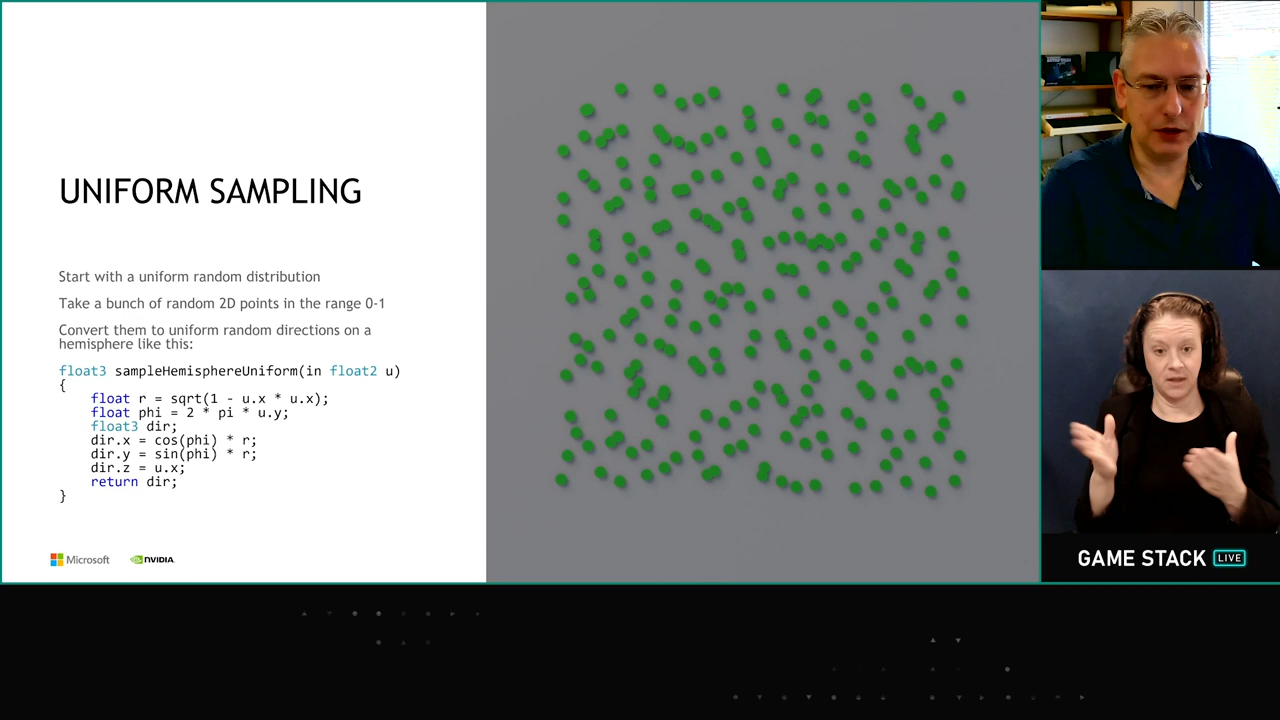 UNIFORM SAMPLING
Start with a uniform random distribution
Take a bunch of random 2D points in the range 0-1
Convert them to uniform random directions on a
hemisphere like this:
float3 sampleHemisphereUniform(in float2 u)
{
    float r = sqrt(1 - u.x * u.x);
    float phi = 2 * pi * u.y;
    float3 dir;
    dir.x = cos(phi) * r;
    dir.y = sin(phi) * r;
    dir.z = u.x;
    return dir;
}
Microsoft
NVIDIA
GAME STACK LIVE